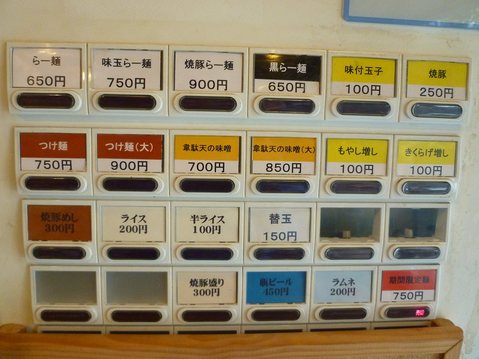 らー麺
650円
味玉らー麺
750円
焼豚らー麺
900円
黒らー麺
650円
味付玉子
100円
焼豚
250円
つけ麺
750円
つけ麺(大)
900円
韋駄天の味噌
700円
韋駄天の味噌(大)
850円
もやし増し
100円
きくらげ増し
100円
焼豚めし
300円
ライス
200円
半ライス
100円
替玉
150円
焼豚盛り
300円
瓶ビール
450円
ラムネ
200円
期間限定麺
750円